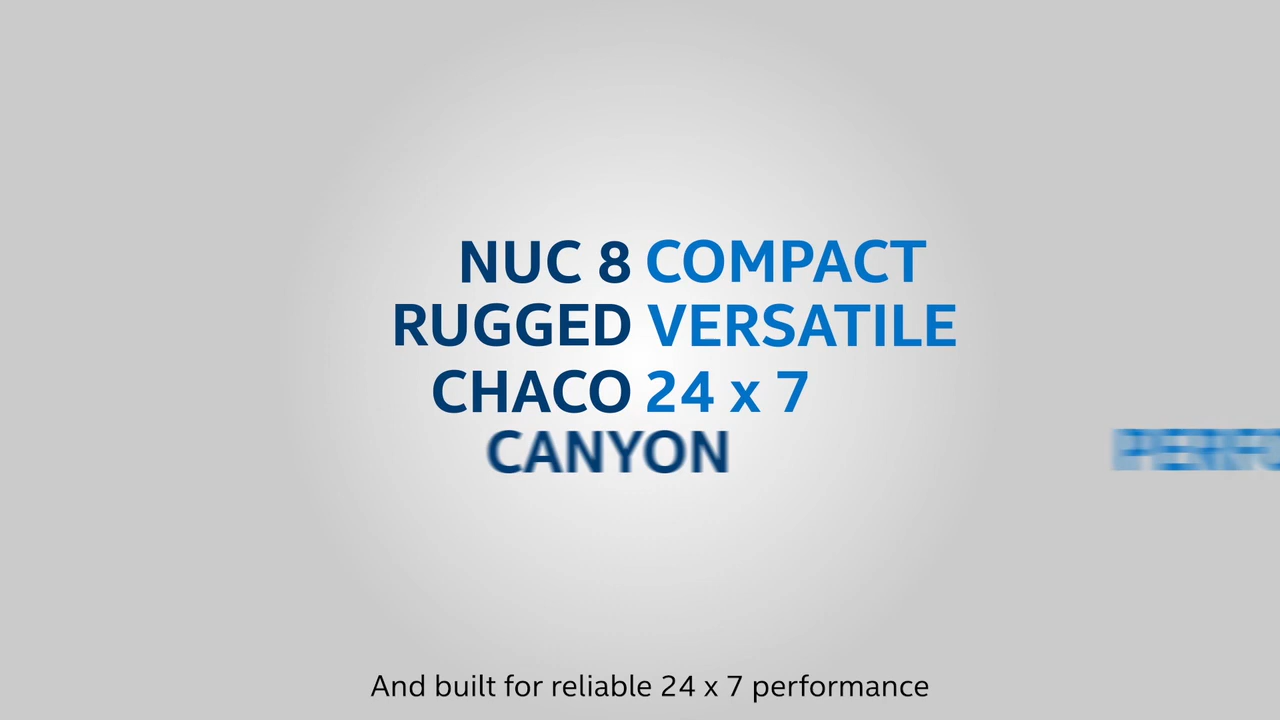 NUC 8 COMPACT
RUGGED VERSATILE
CHACO 24 x 7
CANYON
And built for reliable 24 x 7 performance